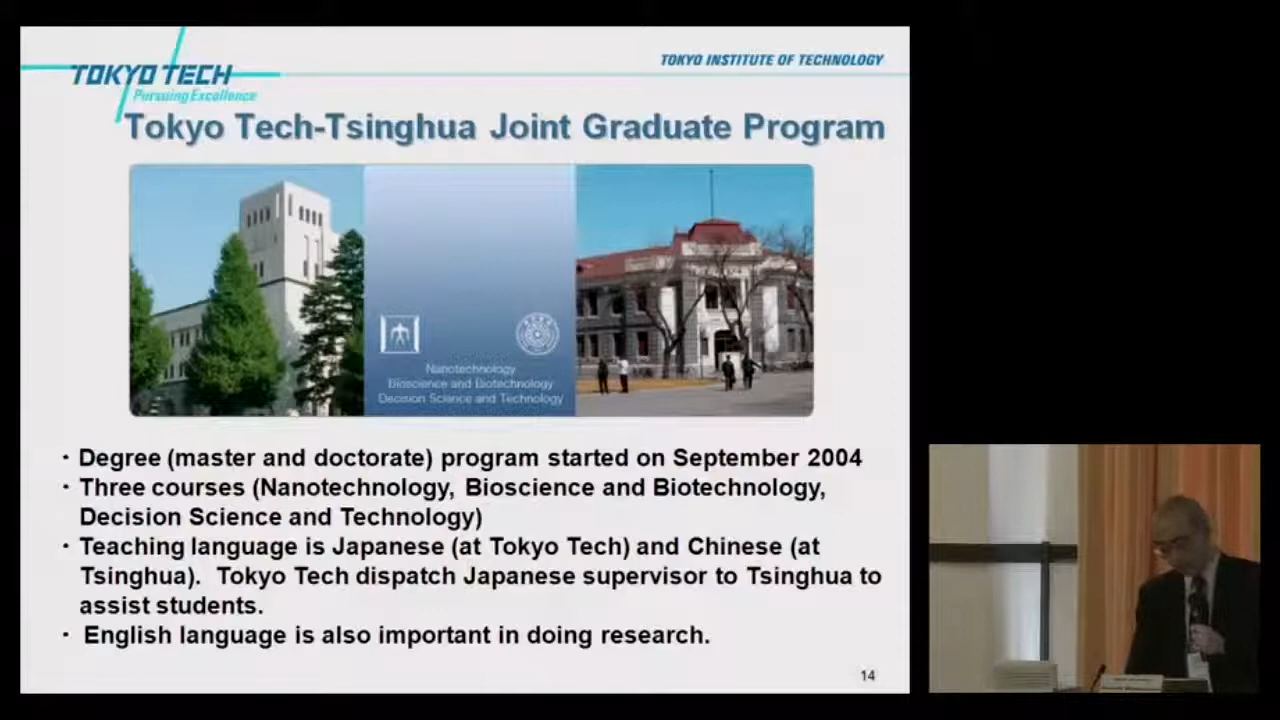 TOKYO TECH
Pursuing Excellence
TOKYO INSTITUTE OF TECHNOLOGY
Tokyo Tech-Tsinghua Joint Graduate Program
Nanotechnology
Bioscience and Biotechnology
Decision Science and Technology
· Degree (master and doctorate) program started on September 2004
· Three courses (Nanotechnology, Bioscience and Biotechnology,
Decision Science and Technology)
· Teaching language is Japanese (at Tokyo Tech) and Chinese (at
Tsinghua). Tokyo Tech dispatch Japanese supervisor to Tsinghua to
assist students.
· English language is also important in doing research.
14